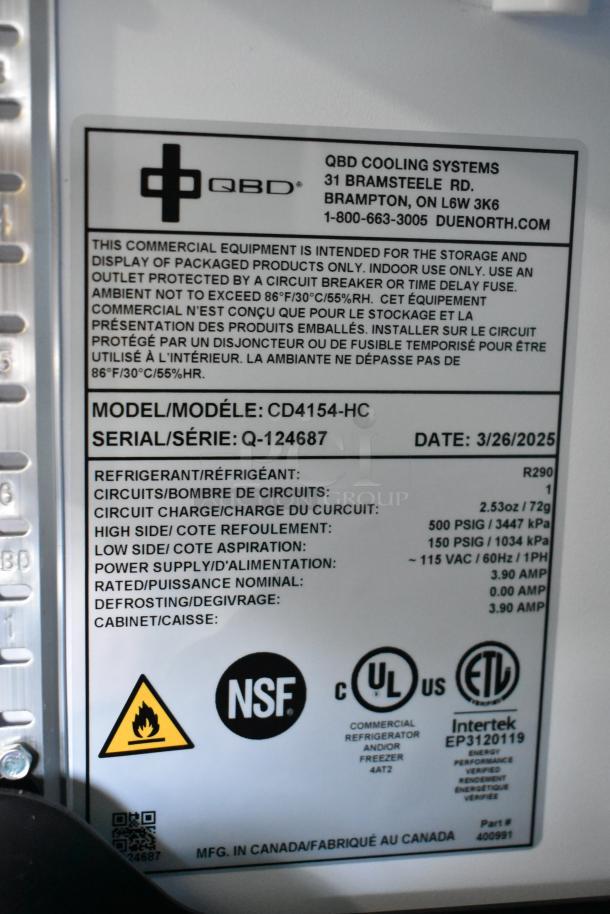 QBD®
QBD COOLING SYSTEMS
31 BRAMSTEELE RD.
BRAMPTON, ON L6W 3K6
1-800-663-3005 DUENORTH.COM
THIS COMMERCIAL EQUIPMENT IS INTENDED FOR THE STORAGE AND
DISPLAY OF PACKAGED PRODUCTS ONLY. INDOOR USE ONLY. USE AN
OUTLET PROTECTED BY A CIRCUIT BREAKER OR TIME DELAY FUSE.
AMBIENT NOT TO EXCEED 86°F/30°C/55%RH. CET ÉQUIPEMENT
COMMERCIAL N'EST CONÇU QUE POUR LE STOCKAGE ET LA
PRÉSENTATION DES PRODUITS EMBALLÉS. INSTALLER SUR LE CIRCUIT
PROTÉGÉ PAR UN DISJONCTEUR OU DE FUSIBLE TEMPORISÉ POUR ÊTRE
UTILISÉ À L'INTÉRIEUR. LA AMBIANTE NE DÉPASSE PAS DE
86°F/30°C/55%HR.
MODEL/MODÉLE: CD4154-HC
SERIAL/SÉRIE: Q-124687 DATE: 3/26/2025
REFRIGERANT/RÉFRIGÉANT: R290
CIRCUITS/BOMBRE DE CIRCUITS: 1
CIRCUIT CHARGE/CHARGE DU CURCUIT: 2.53oz / 72g
HIGH SIDE/ COTE REFOULEMENT: 500 PSIG / 3447 kPa
LOW SIDE/ COTE ASPIRATION: 150 PSIG / 1034 kPa
POWER SUPPLY/D'ALIMENTATION: ~ 115 VAC / 60Hz / 1PH
RATED/PUISSANCE NOMINAL: 3.90 AMP
DEFROSTING/DEGIVRAGE: 0.00 AMP
CABINET/CAISSE: 3.90 AMP
NSF®
C UL US
COMMERCIAL
REFRIGERATOR
AND/OR
FREEZER
4AT2
ETL
Intertek
EP3120119
ENERGY
PERFORMANCE
VERIFIED
RENDEMENT
ÉNERGÉTIQUE
VÉRIFIÉE
24687
MFG. IN CANADA/FABRIQUÉ AU CANADA
Part #
400991
4
5
6
1